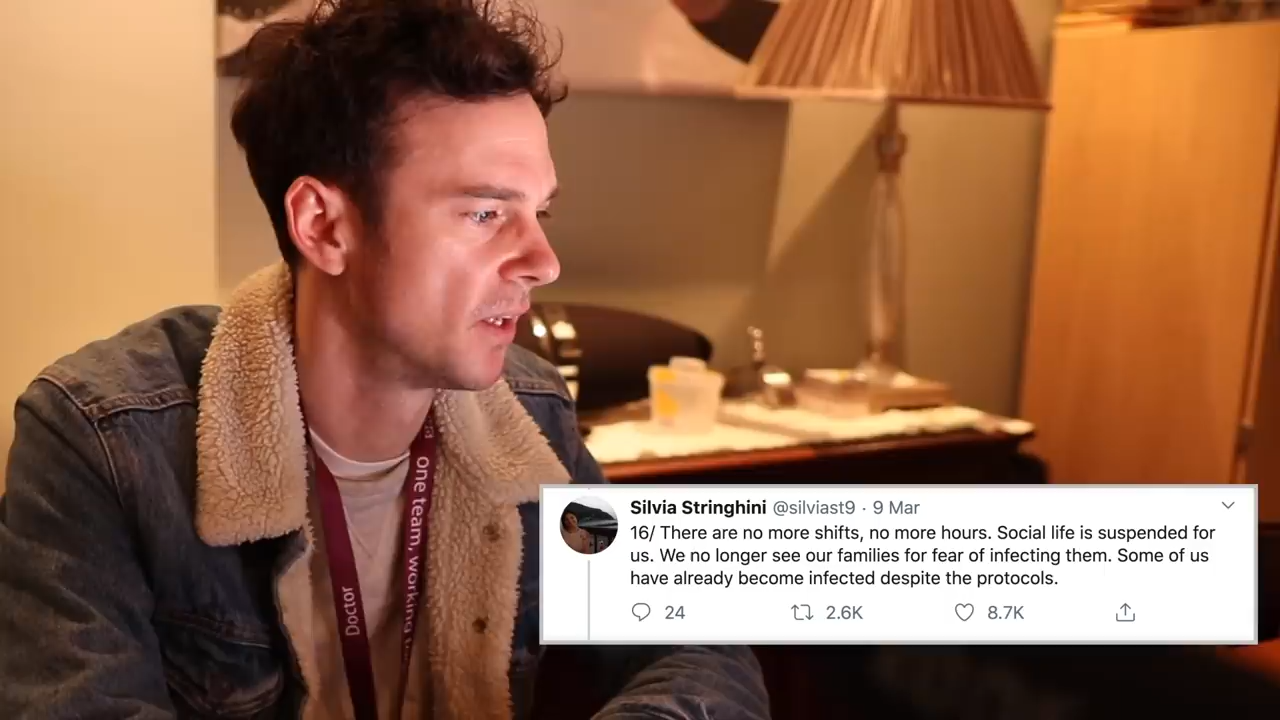 Silvia Stringhini @silviast9 · 9 Mar
16/ There are no more shifts, no more hours. Social life is suspended for
us. We no longer see our families for fear of infecting them. Some of us
have already become infected despite the protocols.
24 2.6K 8.7K
Doctor
one team, working